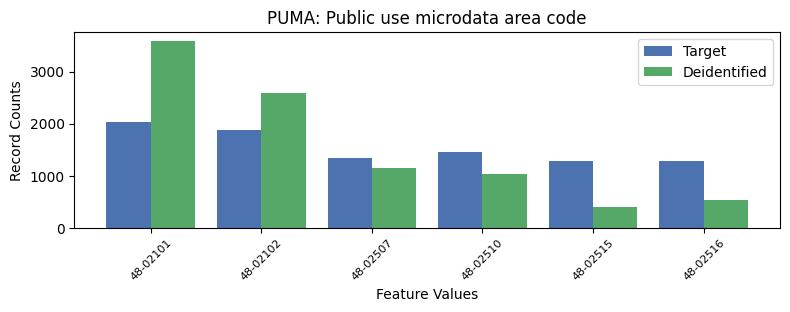 PUMA: Public use microdata area code
Target
Deidentified
Record Counts
3000
2000
1000
0
48-02101
48-02102
48-02507
48-02510
48-02515
48-02516
Feature Values